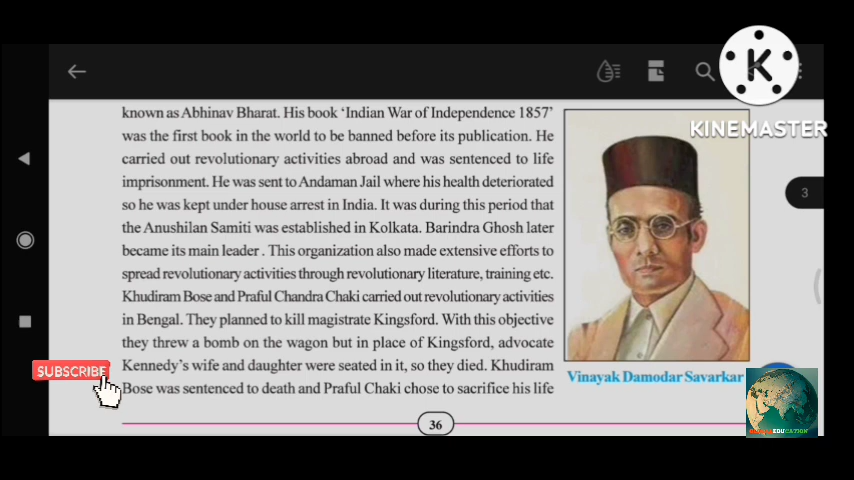 KINEMASTER
3
known as Abhinav Bharat. His book ‘Indian War of Independence 1857’
was the first book in the world to be banned before its publication. He
carried out revolutionary activities abroad and was sentenced to life
imprisonment. He was sent to Andaman Jail where his health deteriorated
so he was kept under house arrest in India. It was during this period that
the Anushilan Samiti was established in Kolkata. Barindra Ghosh later
became its main leader . This organization also made extensive efforts to
spread revolutionary activities through revolutionary literature, training etc.
Khudiram Bose and Praful Chandra Chaki carried out revolutionary activities
in Bengal. They planned to kill magistrate Kingsford. With this objective
they threw a bomb on the wagon but in place of Kingsford, advocate
Kennedy’s wife and daughter were seated in it, so they died. Khudiram
Bose was sentenced to death and Praful Chaki chose to sacrifice his life
Vinayak Damodar Savarkar
SUBSCRIBE
36